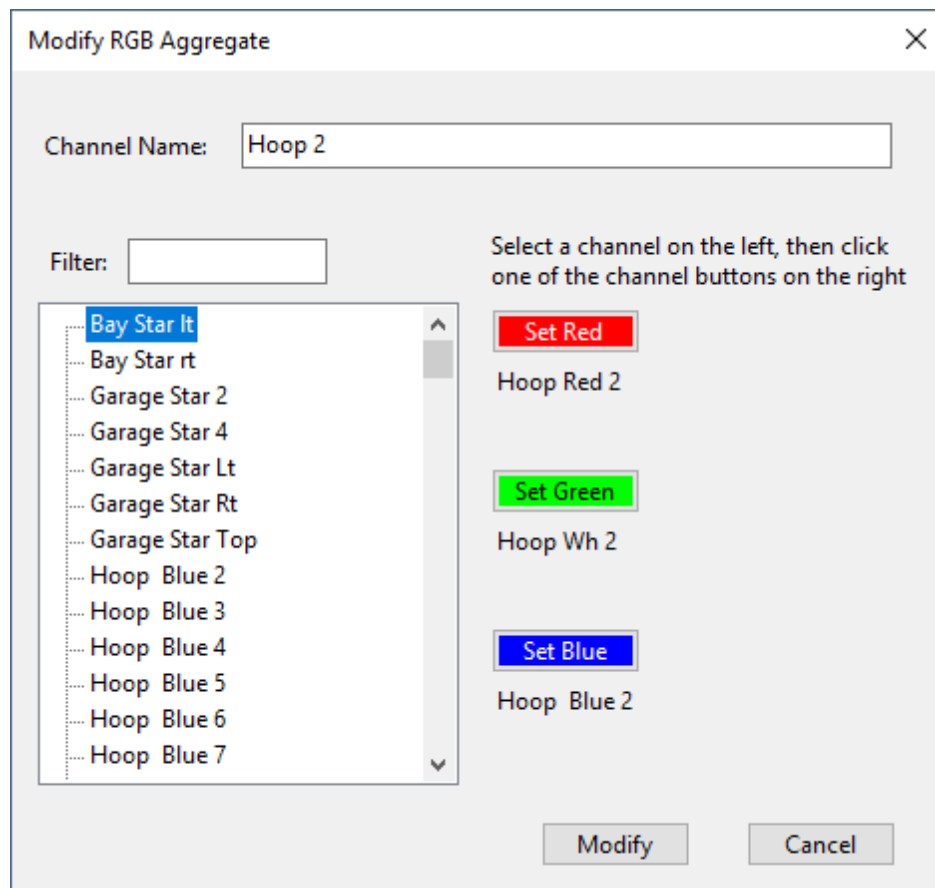 Modify RGB Aggregate
Channel Name: Hoop 2
Filter:
Select a channel on the left, then click
one of the channel buttons on the right
Bay Star lt
Bay Star rt
Garage Star 2
Garage Star 4
Garage Star Lt
Garage Star Rt
Garage Star Top
Hoop  Blue 2
Hoop  Blue 3
Hoop  Blue 4
Hoop  Blue 5
Hoop  Blue 6
Hoop  Blue 7
Set Red
Hoop Red 2
Set Green
Hoop Wh 2
Set Blue
Hoop  Blue 2
Modify
Cancel